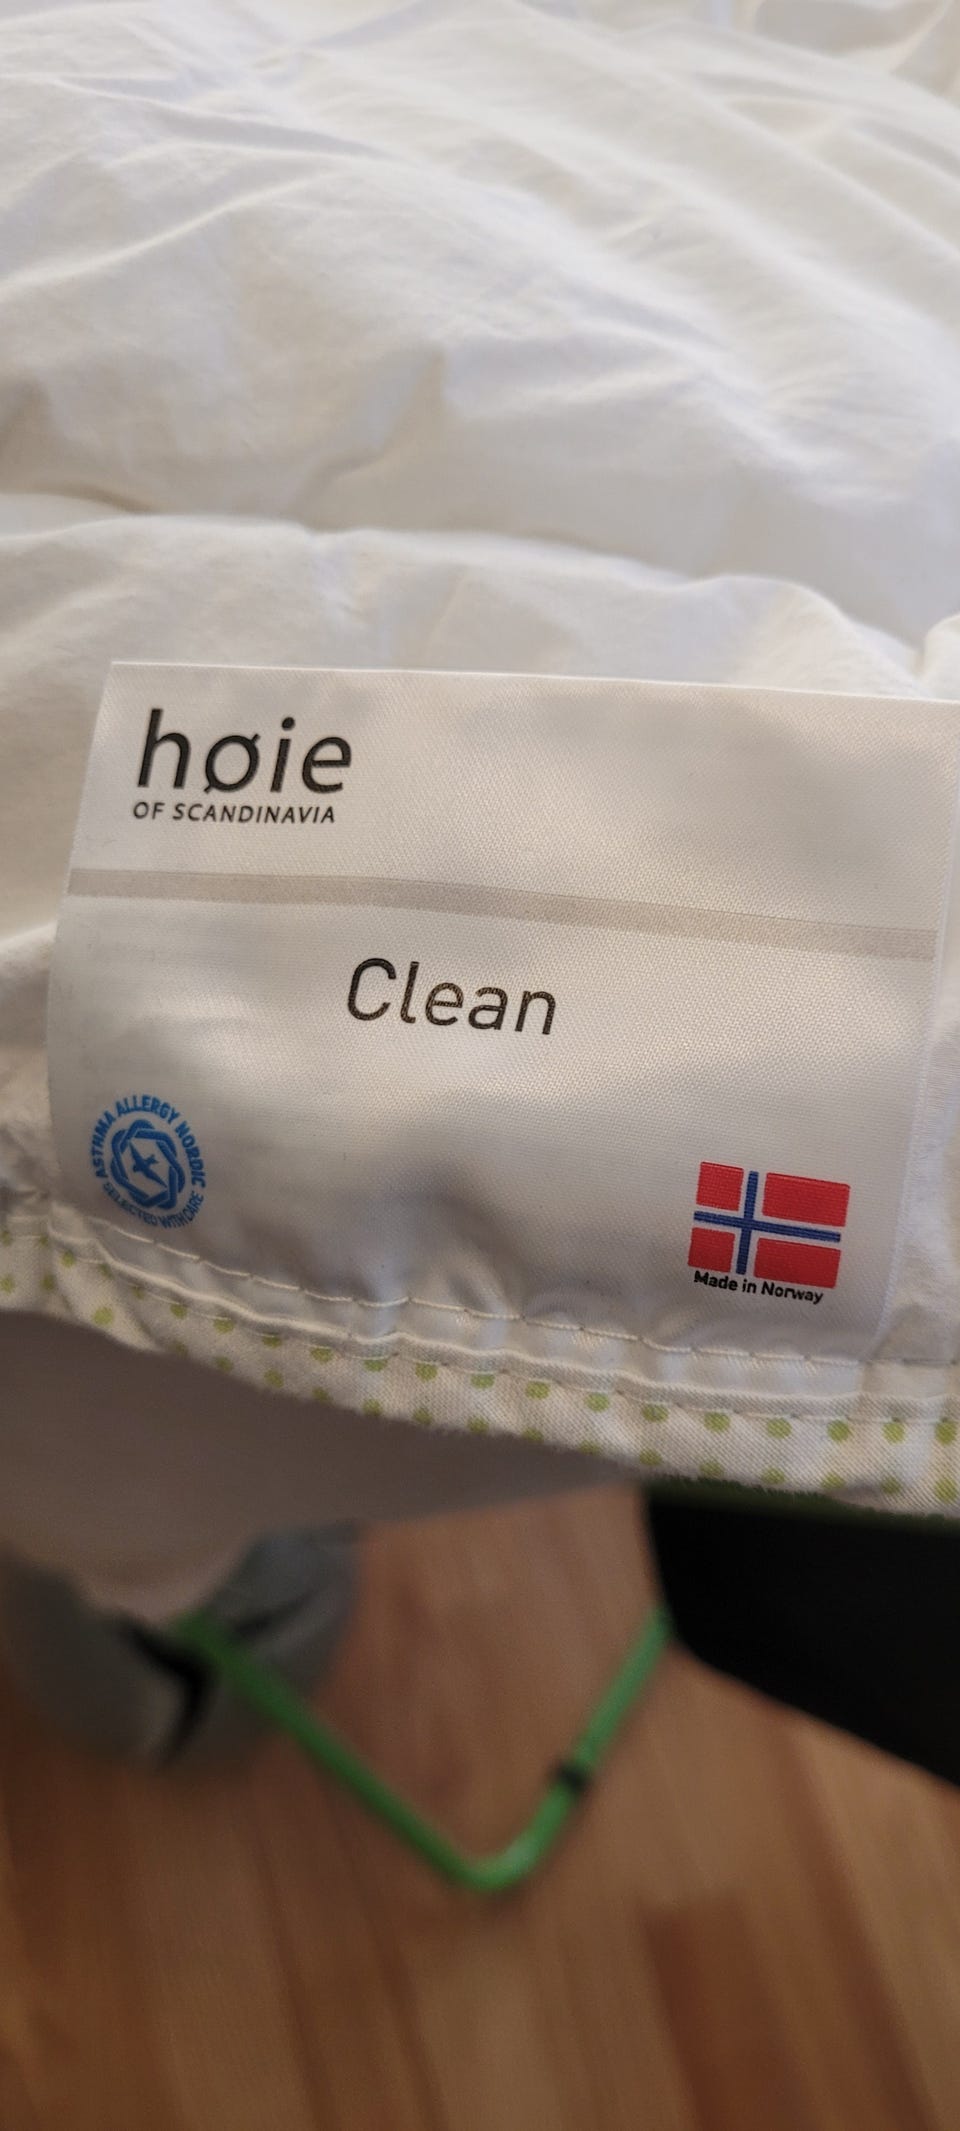 høie
OF SCANDINAVIA
Clean
ASTHMA ALLERGY NORDIC
SELECTED WITH CARE
Made in Norway